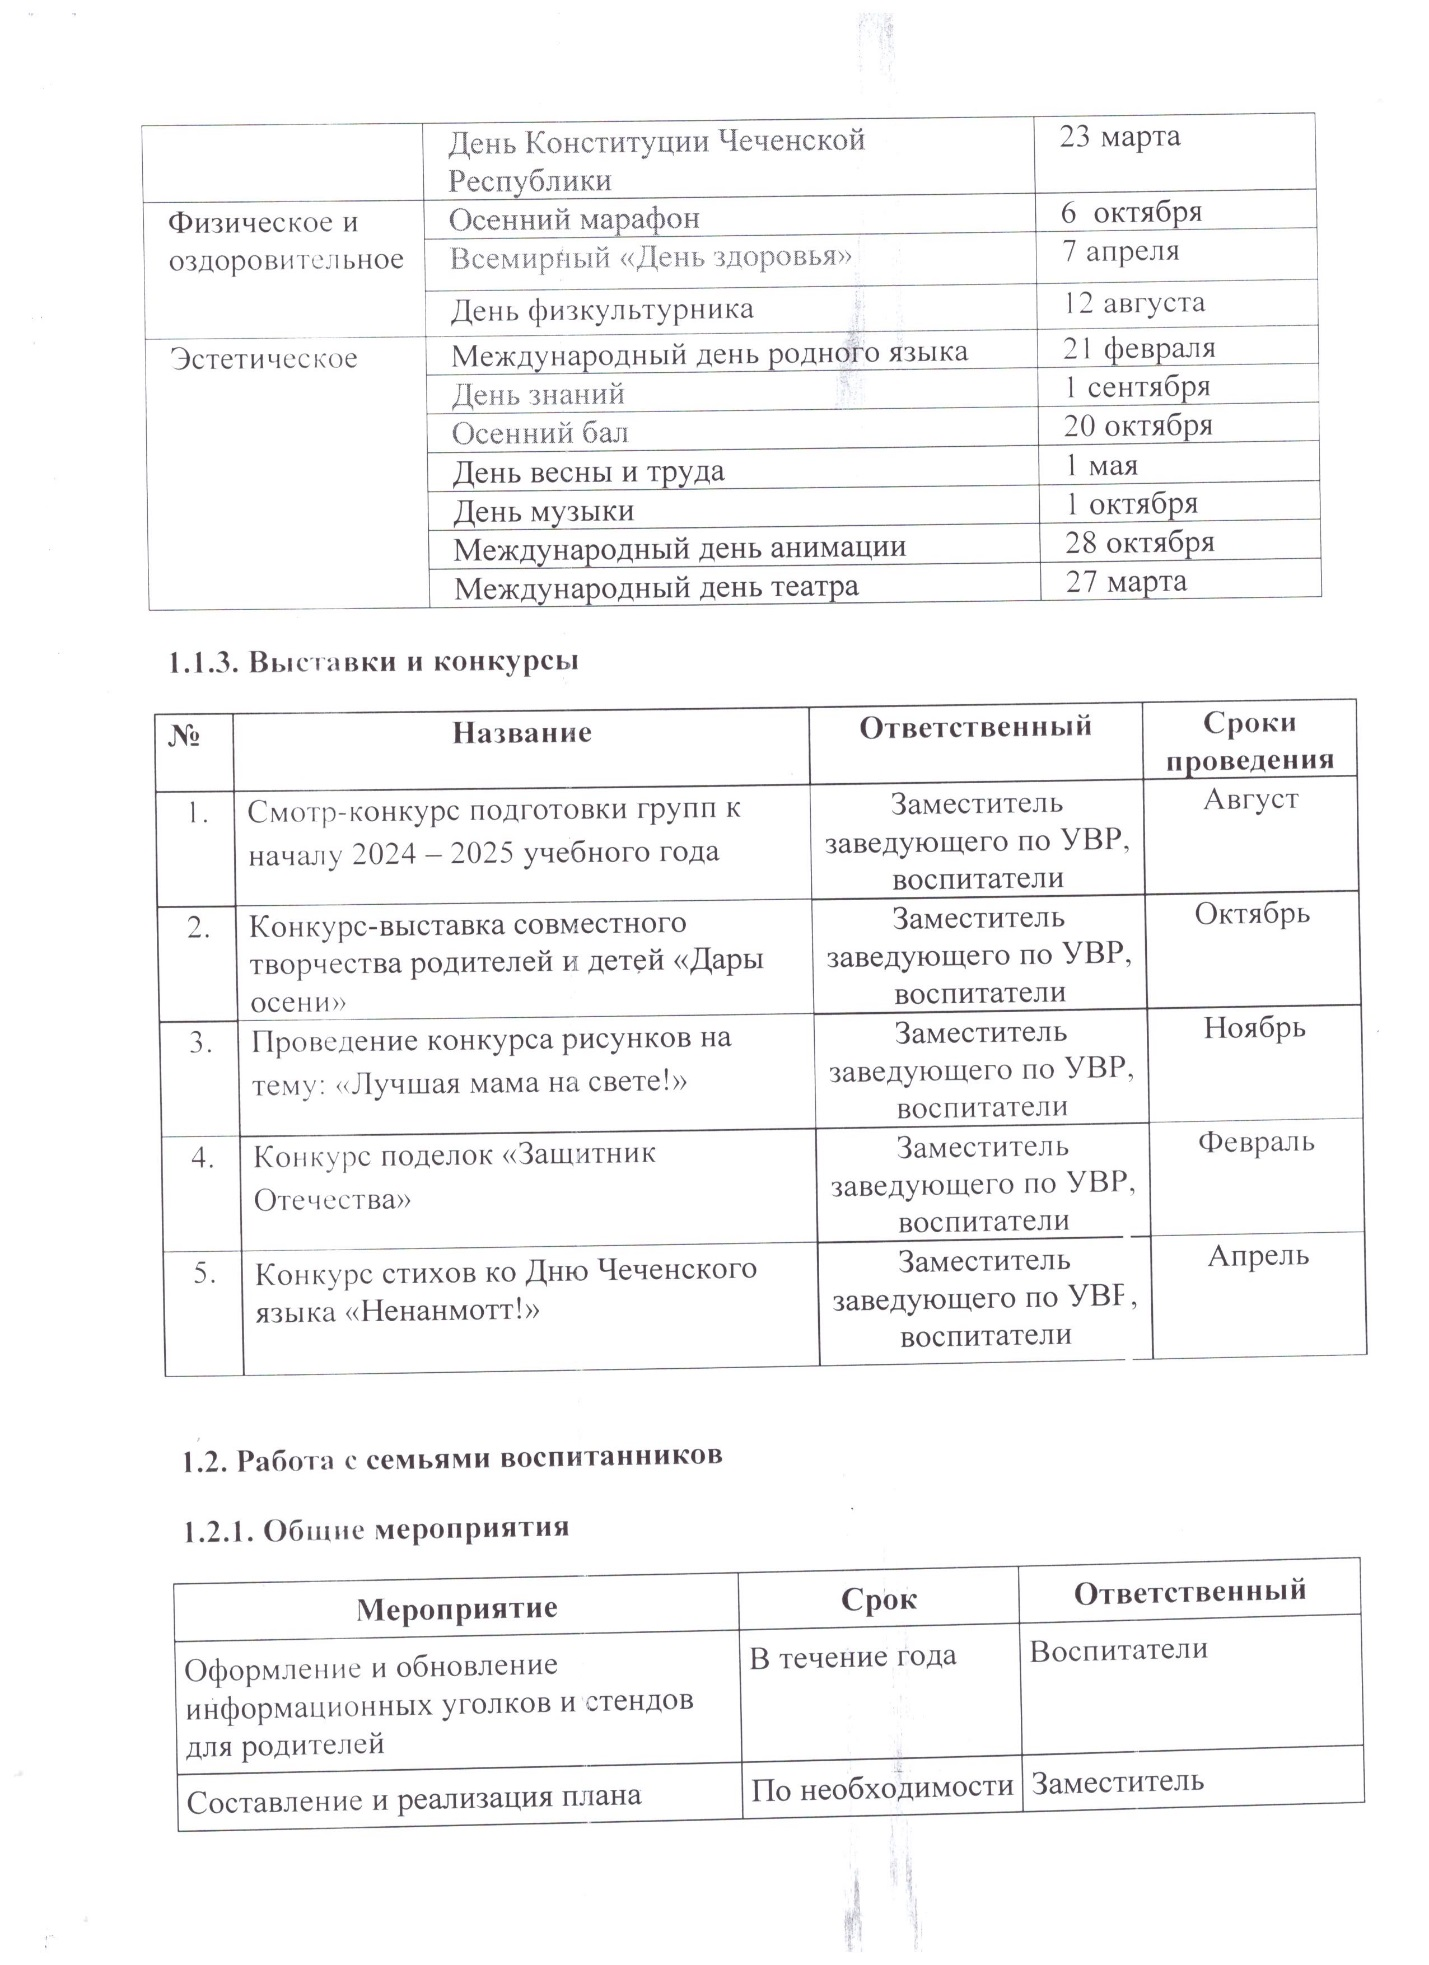 День Конституции Чеченской 23 марта
Республики
Физическое и Осенний марафон 6 октября
оздоровительное Всемирный «День здоровья» 7 апреля
День физкультурника 12 августа
Эстетическое Международный день родного языка 21 февраля
День знаний 1 сентября
Осенний бал 20 октября
День весны и труда 1 мая
День музыки 1 октября
Международный день анимации 28 октября
Международный день театра 27 марта
1.1.3. Выставки и конкурсы
№ Название Ответственный Сроки
проведения
1. Смотр-конкурс подготовки групп к Заместитель Август
началу 2024 – 2025 учебного года заведующего по УВР,
воспитатели
2. Конкурс-выставка совместного Заместитель Октябрь
творчества родителей и детей «Дары заведующего по УВР,
осени» воспитатели
3. Проведение конкурса рисунков на Заместитель Ноябрь
тему: «Лучшая мама на свете!» заведующего по УВР,
воспитатели
4. Конкурс поделок «Защитник Заместитель Февраль
Отечества» заведующего по УВР,
воспитатели
5. Конкурс стихов ко Дню Чеченского Заместитель Апрель
языка «Ненанмотт!» заведующего по УВР,
воспитатели
1.2. Работа с семьями воспитанников
1.2.1. Общие мероприятия
Мероприятие Срок Ответственный
Оформление и обновление В течение года Воспитатели
информационных уголков и стендов
для родителей
Составление и реализация плана По необходимости Заместитель